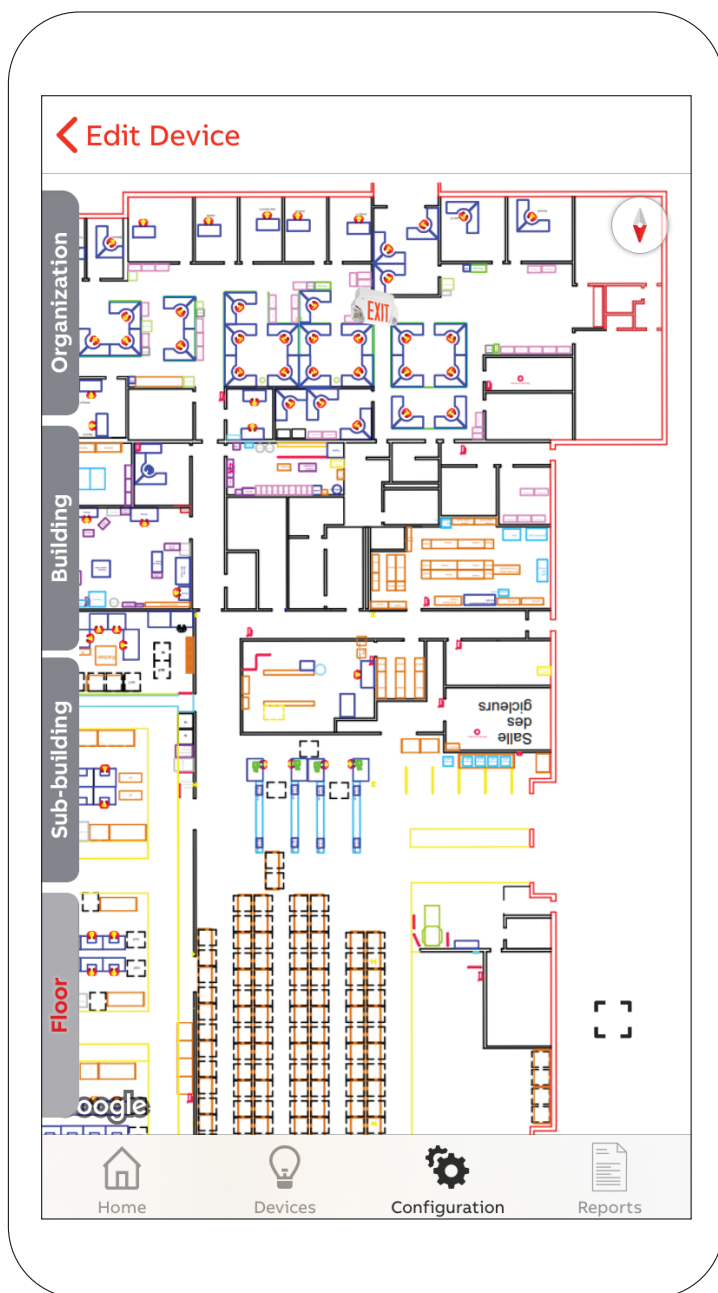 Edit Device
Organization
Building
Sub-building
Floor
EXIT
Salle
des
gicleurs
oogle
Home
Devices
Configuration
Reports